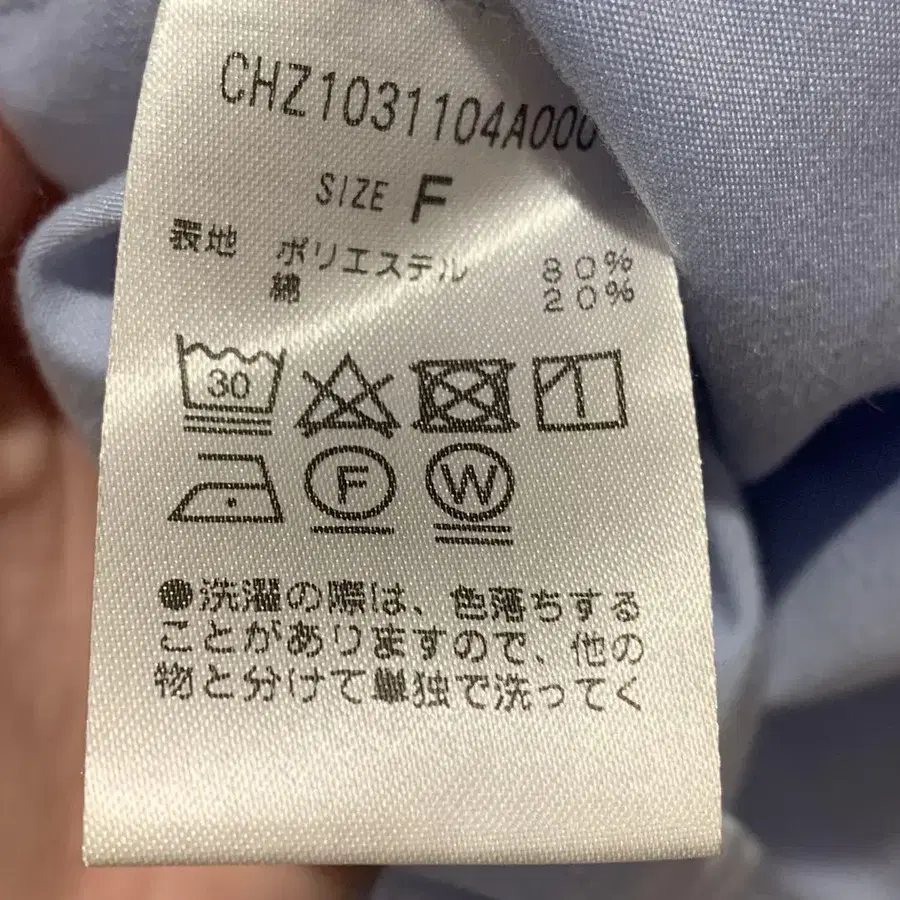 CHZ1031104A000
SIZE F
表地 ポリエステル 80%
綿 20%
30
F W
●洗濯の際は、色落ちする
ことがありますので、他の
物と分けて単独で洗ってく